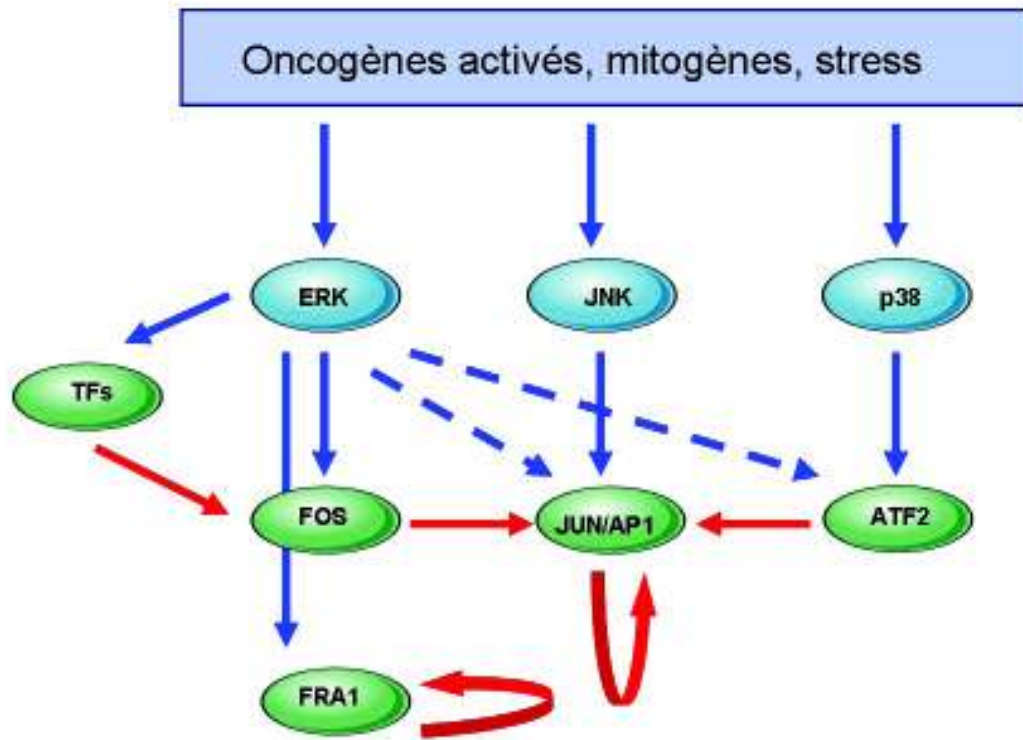 Oncogènes activés, mitogènes, stress
ERK
JNK
p38
TFs
FOS
JUN/AP1
ATF2
FRA1